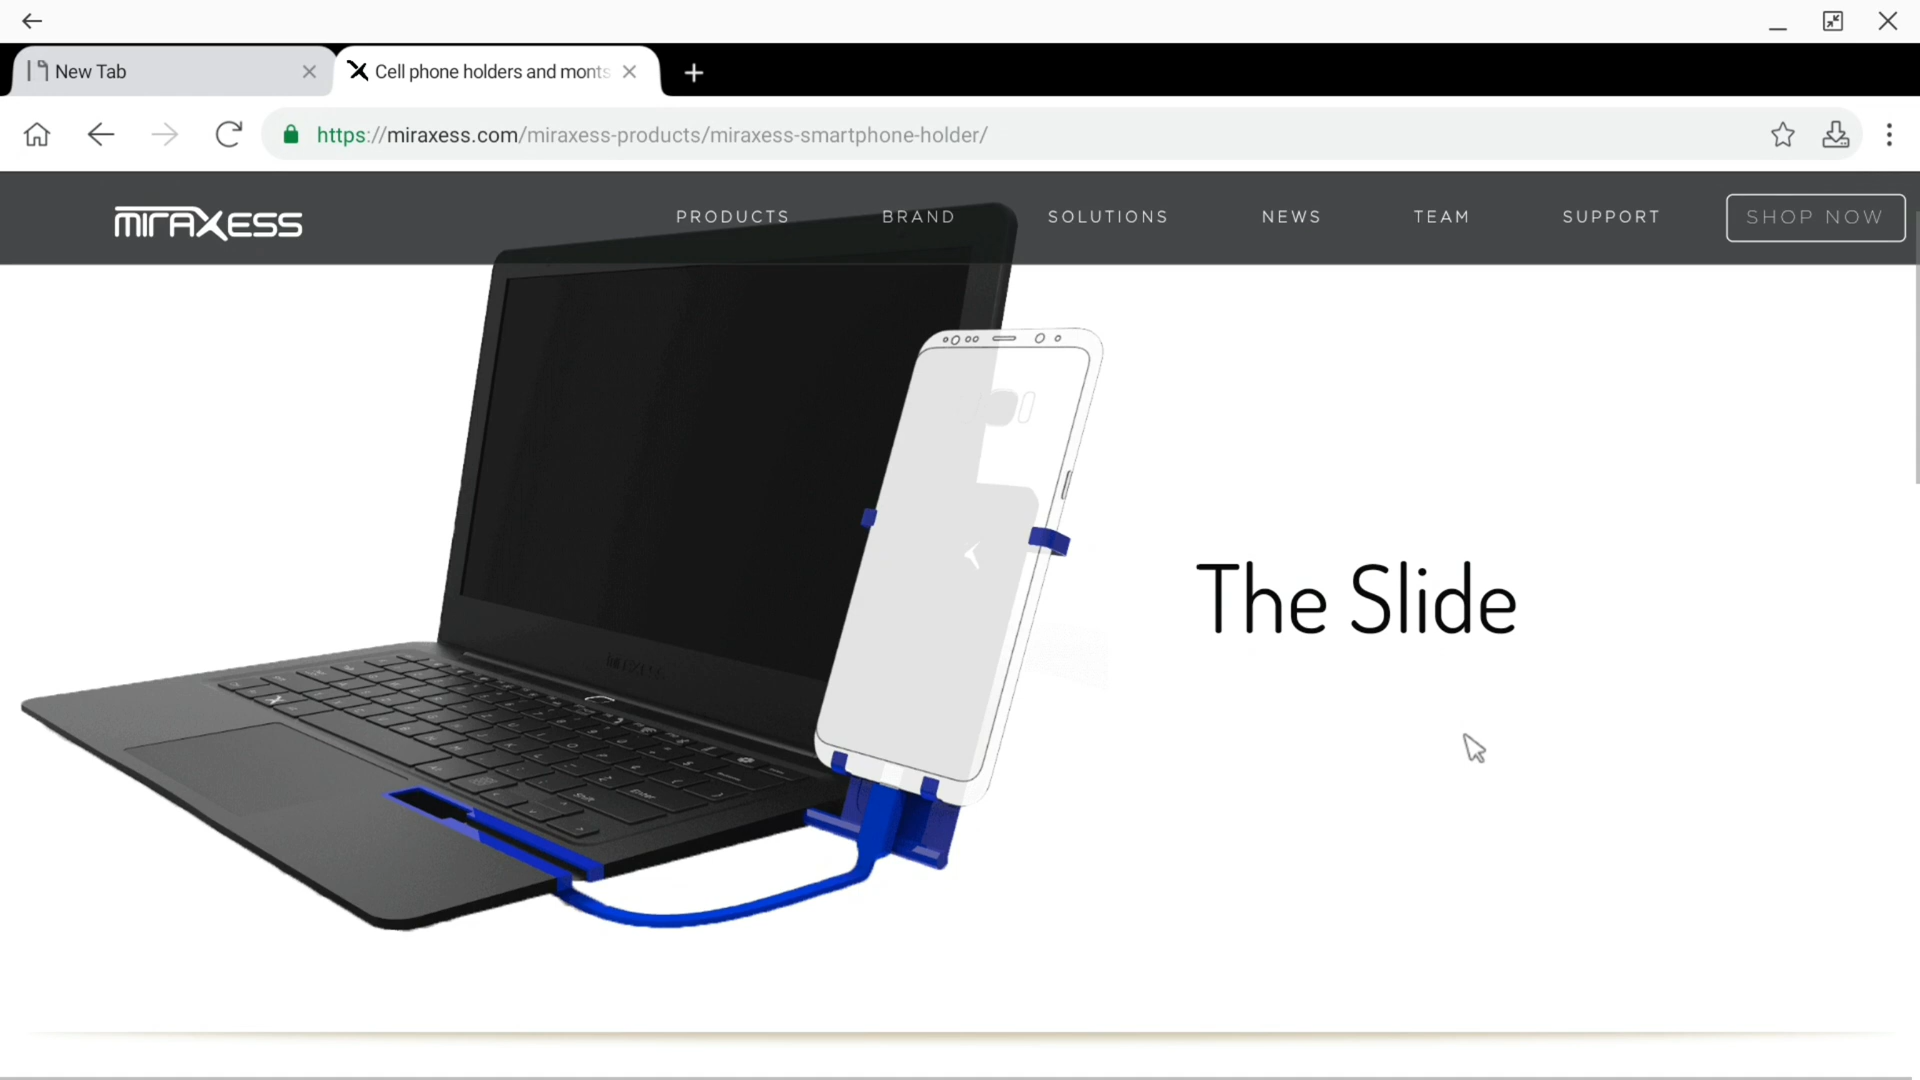 New Tab
Cell phone holders and monts
https://miraxess.com/miraxess-products/miraxess-smartphone-holder/
mIrAXESS
PRODUCTS
BRAND
SOLUTIONS
NEWS
TEAM
SUPPORT
SHOP NOW
The Slide